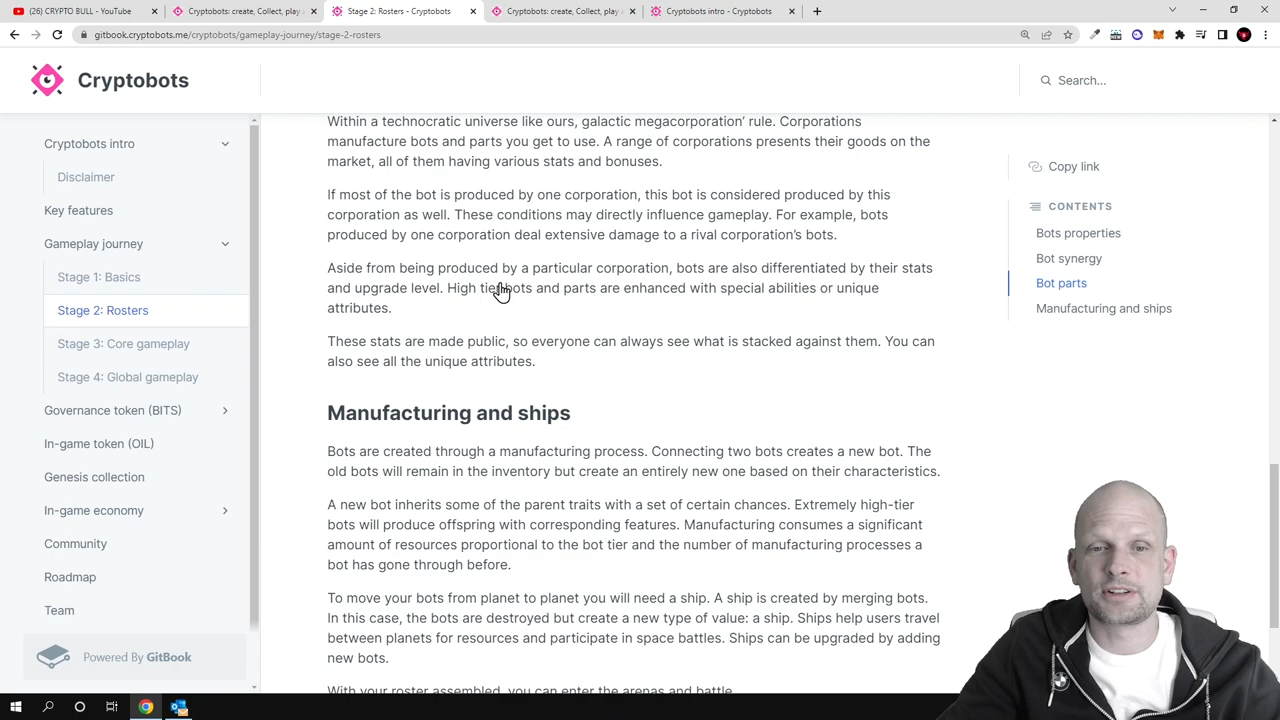 (26) CRYPTO BULL - YouTube
Cryptobots: create, Collect, play a
Stage 2: Rosters - Cryptobots
Cryptobots: create, Collect, play a
Cryptobots intro - Cryptobots
gitbook.cryptobots.me/cryptobots/gameplay-journey/stage-2-rosters
Cryptobots
Search...
Cryptobots intro
Disclaimer
Key features
Gameplay journey
Stage 1: Basics
Stage 2: Rosters
Stage 3: Core gameplay
Stage 4: Global gameplay
Governance token (BITS)
In-game token (OIL)
Genesis collection
In-game economy
Community
Roadmap
Team
Powered By GitBook
Within a technocratic universe like ours, galactic megacorporation’ rule. Corporations
manufacture bots and parts you get to use. A range of corporations presents their goods on the
market, all of them having various stats and bonuses.
If most of the bot is produced by one corporation, this bot is considered produced by this
corporation as well. These conditions may directly influence gameplay. For example, bots
produced by one corporation deal extensive damage to a rival corporation’s bots.
Aside from being produced by a particular corporation, bots are also differentiated by their stats
and upgrade level. High tier bots and parts are enhanced with special abilities or unique
attributes.
These stats are made public, so everyone can always see what is stacked against them. You can
also see all the unique attributes.
Manufacturing and ships
Bots are created through a manufacturing process. Connecting two bots creates a new bot. The
old bots will remain in the inventory but create an entirely new one based on their characteristics.
A new bot inherits some of the parent traits with a set of certain chances. Extremely high-tier
bots will produce offspring with corresponding features. Manufacturing consumes a significant
amount of resources proportional to the bot tier and the number of manufacturing processes a
bot has gone through before.
To move your bots from planet to planet you will need a ship. A ship is created by merging bots.
In this case, the bots are destroyed but create a new type of value: a ship. Ships help users travel
between planets for resources and participate in space battles. Ships can be upgraded by adding
new bots.
With your roster assembled, you can enter the arenas and battle.
Copy link
CONTENTS
Bots properties
Bot synergy
Bot parts
Manufacturing and ships